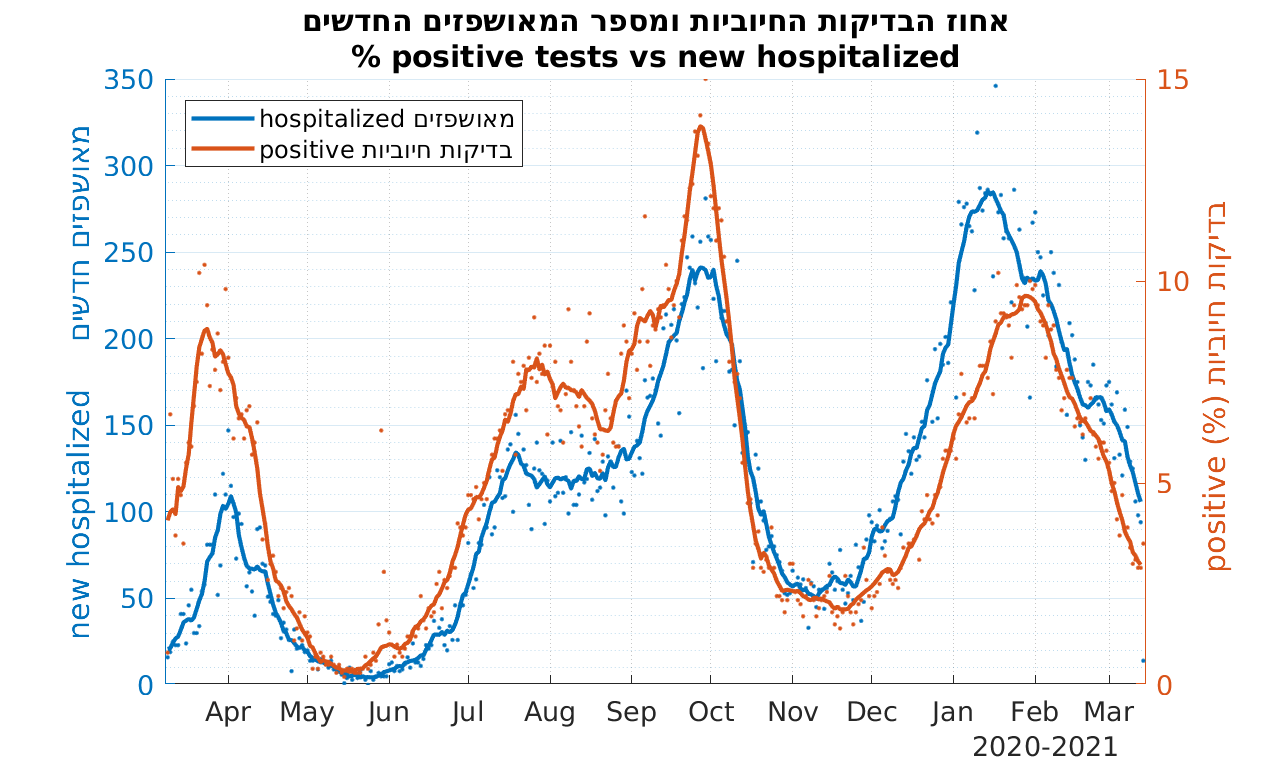 אחוז הבדיקות החיוביות ומספר המאושפזים החדשים
% positive tests vs new hospitalized
hospitalized מאושפזים
positive בדיקות חיוביות
new hospitalized מאושפזים חדשים
350
300
250
200
150
100
50
0
15
10
5
0
positive (%) בדיקות חיוביות
Apr May Jun Jul Aug Sep Oct Nov Dec Jan Feb Mar
2020-2021